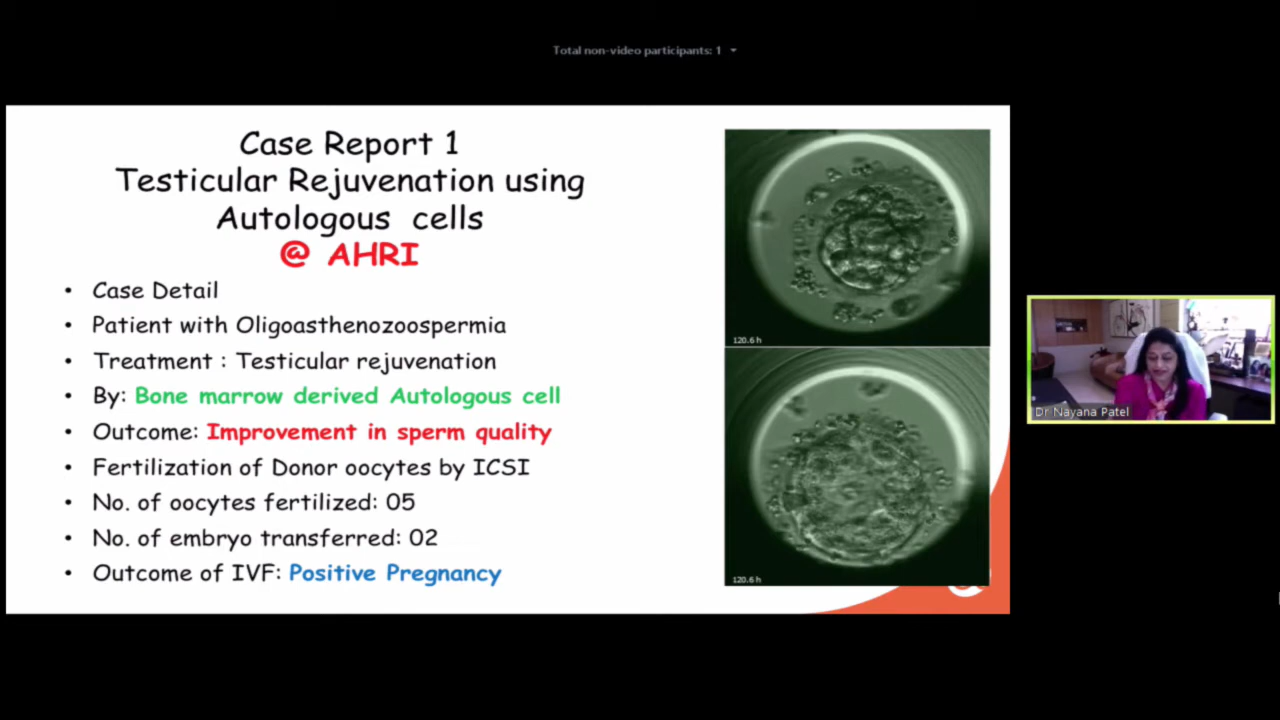 Total non-video participants: 1
Case Report 1
Testicular Rejuvenation using
Autologous cells
@ AHRI
• Case Detail
• Patient with Oligoasthenozoospermia
• Treatment : Testicular rejuvenation
• By: Bone marrow derived Autologous cell
• Outcome: Improvement in sperm quality
• Fertilization of Donor oocytes by ICSI
• No. of oocytes fertilized: 05
• No. of embryo transferred: 02
• Outcome of IVF: Positive Pregnancy
120.6 h
120.6 h
Dr Nayana Patel